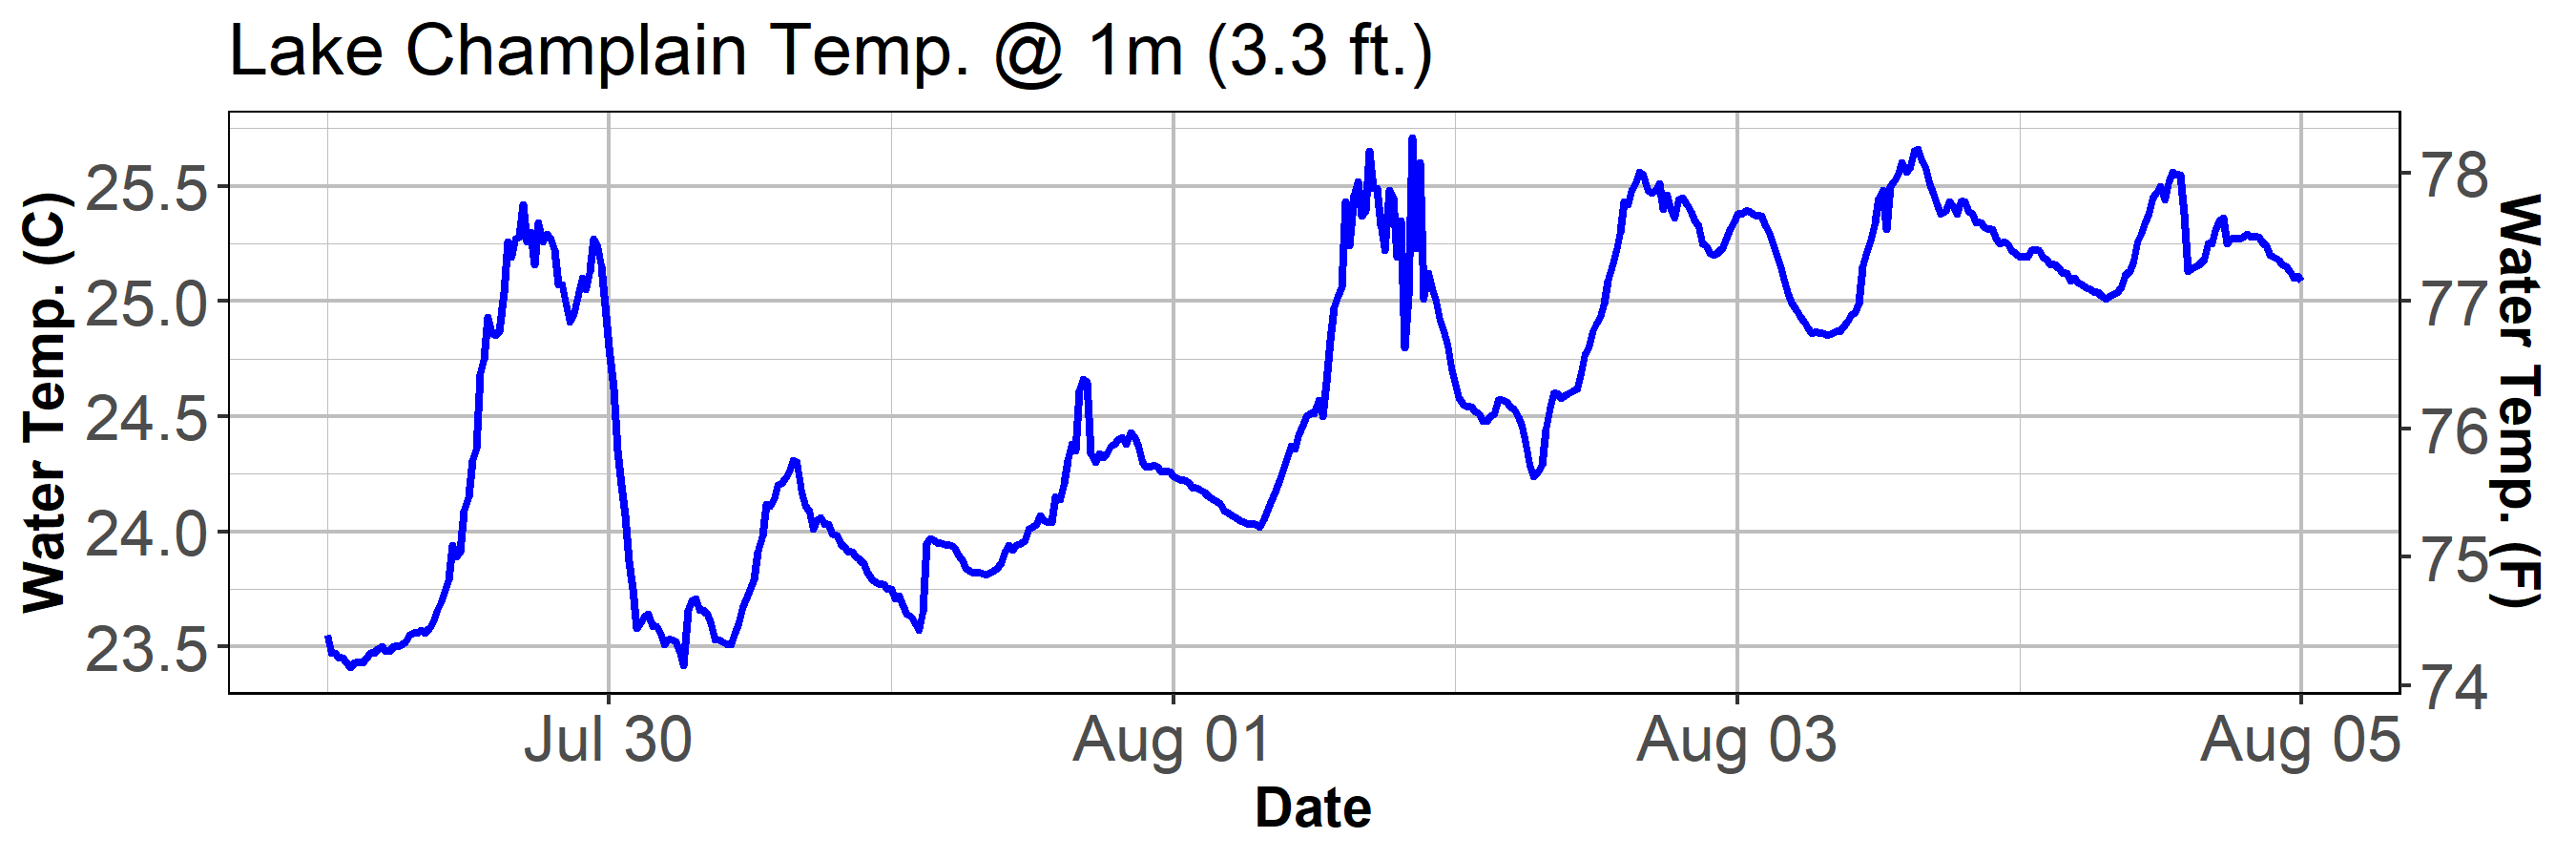 Lake Champlain Temp. @ 1m (3.3 ft.)
Water Temp. (C)
25.5
25.0
24.5
24.0
23.5
78
77
76
75
74
Water Temp. (F)
Jul 30 Aug 01 Aug 03 Aug 05
Date